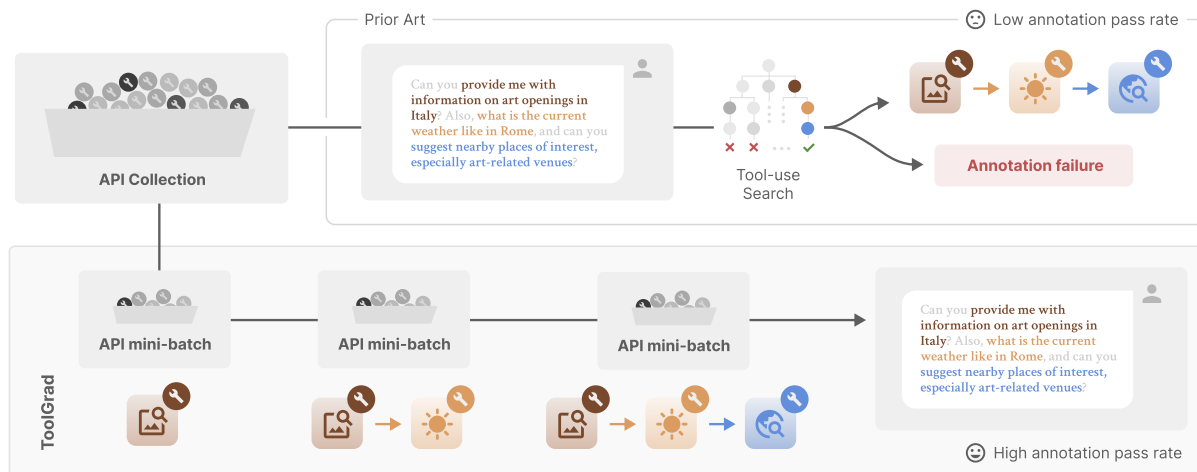 Prior Art
Low annotation pass rate
API Collection
Can you provide me with
information on art openings in
Italy? Also, what is the current
weather like in Rome, and can you
suggest nearby places of interest,
especially art-related venues?
Tool-use
Search
Annotation failure
ToolGrad
API mini-batch
API mini-batch
API mini-batch
Can you provide me with
information on art openings in
Italy? Also, what is the current
weather like in Rome, and can you
suggest nearby places of interest,
especially art-related venues?
High annotation pass rate